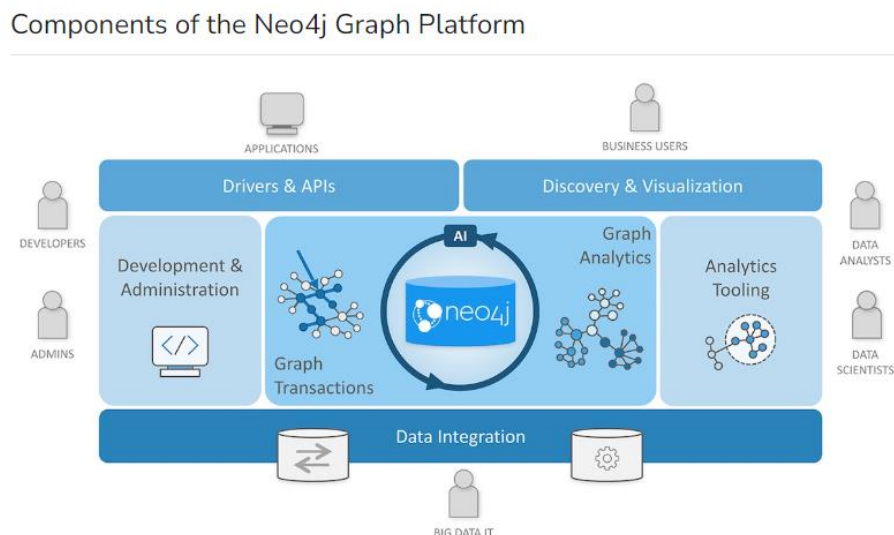 Components of the Neo4j Graph Platform
APPLICATIONS
BUSINESS USERS
Drivers & APIs
Discovery & Visualization
DEVELOPERS
ADMINS
Development &
Administration
</>
Graph
Transactions
AI
neo4j
Graph
Analytics
Analytics
Tooling
DATA
ANALYSTS
DATA
SCIENTISTS
Data Integration
BIG DATA IT